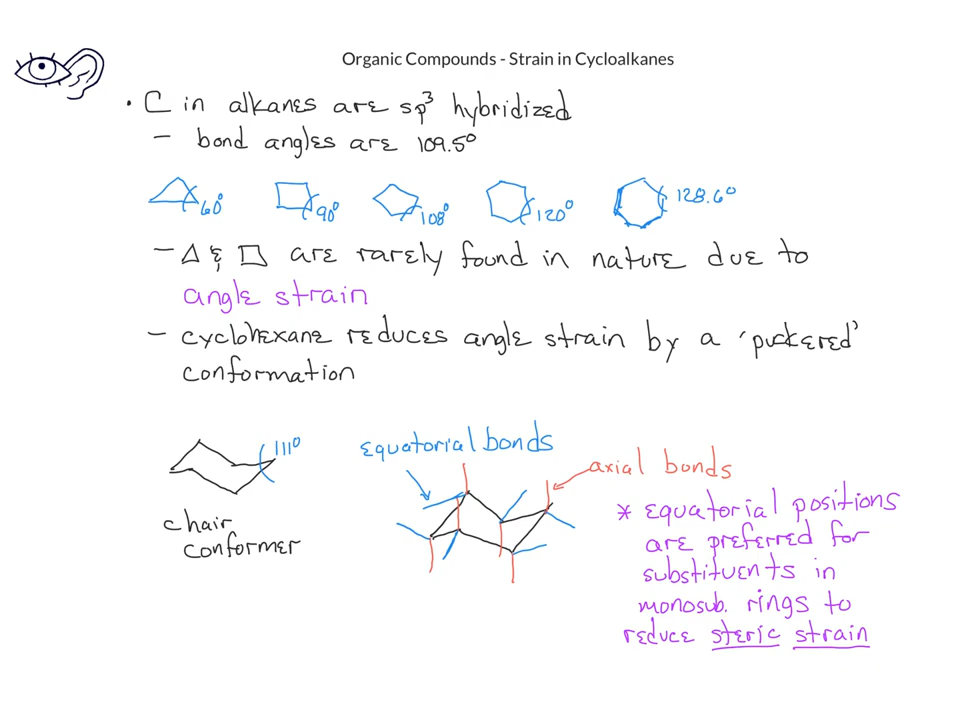 Organic Compounds - Strain in Cycloalkanes
• C in alkanes are sp³ hybridized
– bond angles are 109.5°
60° 90° 108° 120° 128.6°
– △ & □ are rarely found in nature due to
angle strain
– cyclohexane reduces angle strain by a 'puckered'
conformation
111°
equatorial bonds
axial bonds
chair
conformer
* equatorial positions
are preferred for
substituents in
monosub. rings to
reduce steric strain